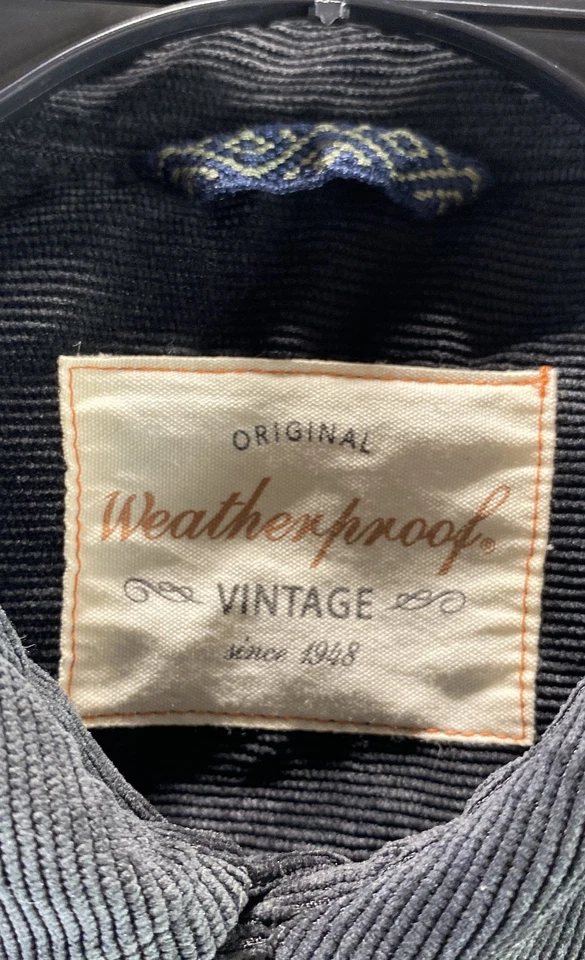 ORIGINAL
Weatherproof®
VINTAGE
since 1948